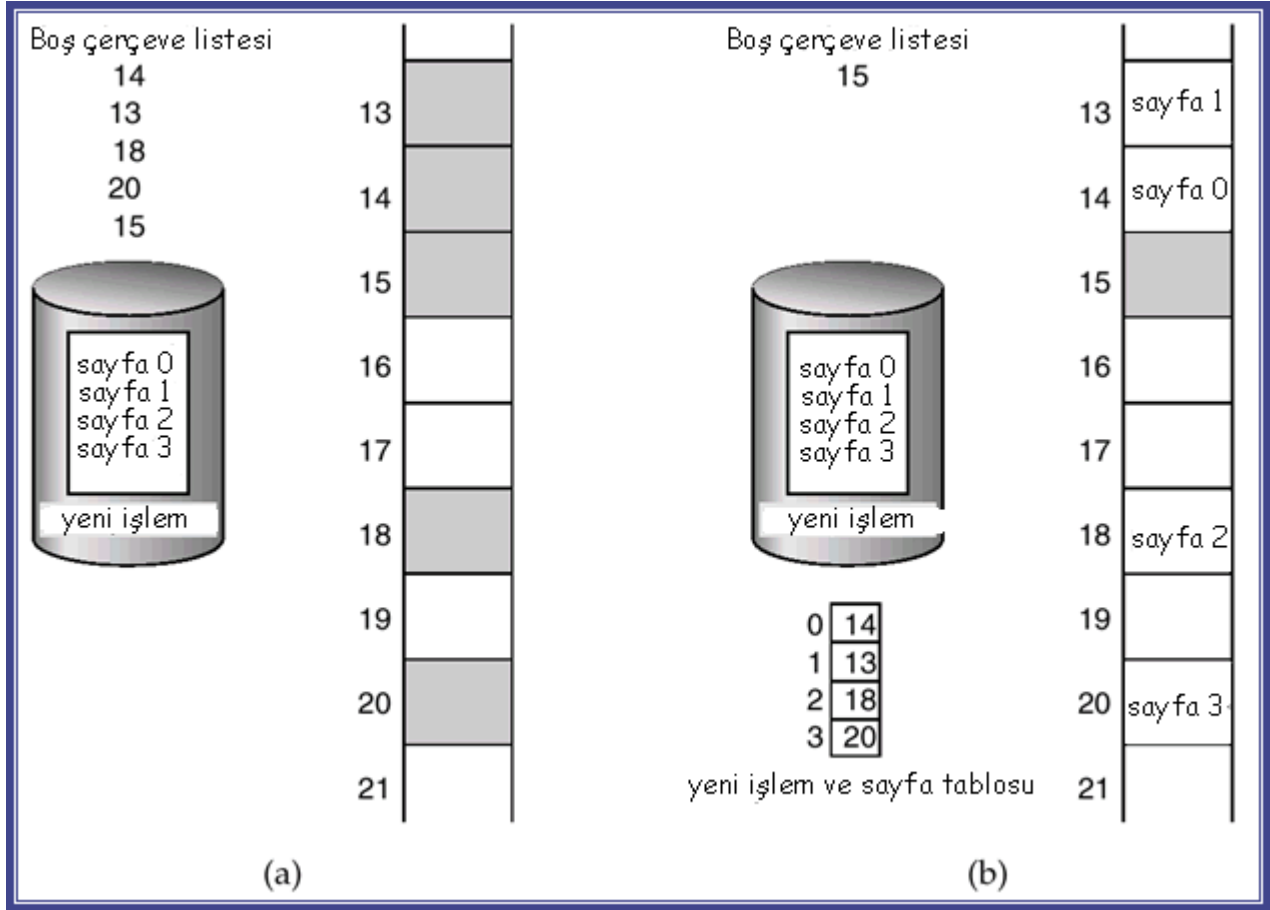 Boş çerçeve listesi
14
13
18
20
15
sayfa 0
sayfa 1
sayfa 2
sayfa 3
yeni işlem
13
14
15
16
17
18
19
20
21
(a)
Boş çerçeve listesi
15
sayfa 0
sayfa 1
sayfa 2
sayfa 3
yeni işlem
0 14
1 13
2 18
3 20
yeni işlem ve sayfa tablosu
13 sayfa 1
14 sayfa 0
15
16
17
18 sayfa 2
19
20 sayfa 3
21
(b)